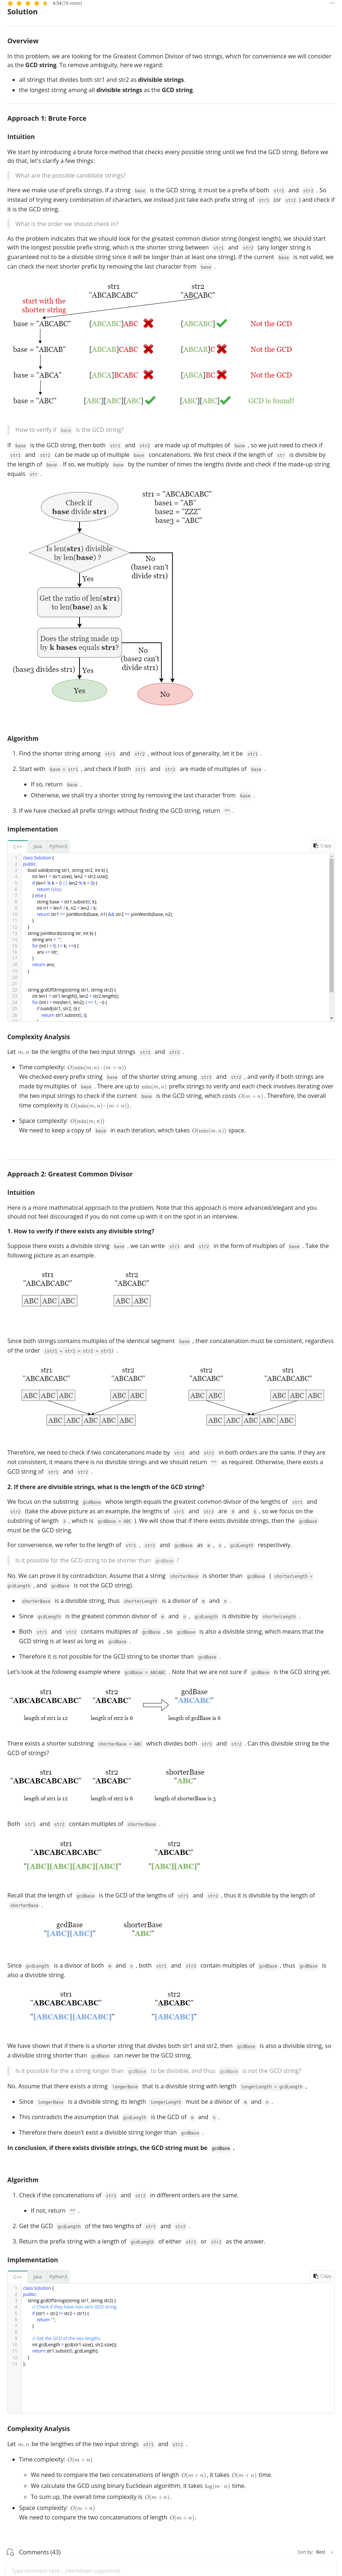 4.54 (78 votes)
Solution
Overview
In this problem, we are looking for the Greatest Common Divisor of two strings, which for convenience we will consider
as the GCD string. To remove ambiguity, here we regard:
• all strings that divides both str1 and str2 as divisible strings.
• the longest string among all divisible strings as the GCD string.
Approach 1: Brute Force
Intuition
We start by introducing a brute force method that checks every possible string until we find the GCD string. Before we
do that, let's clarify a few things:
What are the possible candidate strings?
Here we make use of prefix strings. If a string base is the GCD string, it must be a prefix of both str1 and str2 . So
instead of trying every combination of characters, we instead just take each prefix string of str1 (or str2 ) and check if
it is the GCD string.
What is the order we should check in?
As the problem indicates that we should look for the greatest common divisor string (longest length), we should start
with the longest possible prefix string, which is the shorter string between str1 and str2 (any longer string is
guaranteed not to be a divisible string since it will be longer than at least one string). If the current base is not valid, we
can check the next shorter prefix by removing the last character from base .
str1 str2
"ABCABCABC" "ABCABC"
start with the
shorter string
base = "ABCABC" [ABCABC]ABC [ABCABC] Not the GCD
base = "ABCAB" [ABCAB]CABC [ABCAB]C Not the GCD
base = "ABCA" [ABCA]BCABC [ABCA]BC Not the GCD
base = "ABC" [ABC][ABC][ABC] [ABC][ABC] GCD is found!
How to verify if base is the GCD string?
If base is the GCD string, then both str1 and str2 are made up of multiples of base , so we just need to check if
str1 and str2 can be made up of multiple base concatenations. We first check if the length of str is divisible by
the length of base . If so, we multiply base by the number of times the lengths divide and check if the made-up string
equals str .
Check if
base divide str1
str1 = "ABCABCABC"
base1 = "AB"
base2 = "ZZZ"
base3 = "ABC"
Is len(str1) divisible
by len(base) ?
No
(base1 can't
divide str1)
Yes
Get the ratio of len(str1)
to len(base) as k
Does the string made up
by k bases equals str1?
No
(base2 can't
divide str1)
(base3 divides str1) Yes
Yes
No
Algorithm
1. Find the shorter string among str1 and str2 , without loss of generality, let it be str1 .
2. Start with base = str1 , and check if both str1 and str2 are made of multiples of base .
• If so, return base .
• Otherwise, we shall try a shorter string by removing the last character from base .
3. If we have checked all prefix strings without finding the GCD string, return "" .
Implementation
C++ Java Python3 Copy
1 class Solution {
2 public:
3 bool valid(string str1, string str2, int k) {
4 int len1 = str1.size(), len2 = str2.size();
5 if (len1 % k > 0 || len2 % k > 0) {
6 return false;
7 } else {
8 string base = str1.substr(0, k);
9 int n1 = len1 / k, n2 = len2 / k;
10 return str1 == joinWords(base, n1) && str2 == joinWords(base, n2);
11 }
12 }
13 string joinWords(string str, int k) {
14 string ans = "";
15 for (int i = 0; i < k; ++i) {
16 ans += str;
17 }
18 return ans;
19 }
20
21
22 string gcdOfStrings(string str1, string str2) {
23 int len1 = str1.length(), len2 = str2.length();
24 for (int i = min(len1, len2); i >= 1; --i) {
25 if (valid(str1, str2, i)) {
26 return str1.substr(0, i);
Complexity Analysis
Let m, n be the lengths of the two input strings str1 and str2 .
• Time complexity: O(min(m, n) · (m + n))
We checked every prefix string base of the shorter string among str1 and str2 , and verify if both strings are
made by multiples of base . There are up to min(m, n) prefix strings to verify and each check involves iterating over
the two input strings to check if the current base is the GCD string, which costs O(m + n). Therefore, the overall
time complexity is O(min(m, n) · (m + n)).
• Space complexity: O(min(m, n))
We need to keep a copy of base in each iteration, which takes O(min(m, n)) space.
Approach 2: Greatest Common Divisor
Intuition
Here is a more mathmatical approach to the problem. Note that this approach is more advanced/elegant and you
should not feel discouraged if you do not come up with it on the spot in an interview.
1. How to verify if there exists any divisible string?
Suppose there exists a divisible string base , we can write str1 and str2 in the form of multiples of base . Take the
following picture as an example.
str1 str2
"ABCABCABC" "ABCABC"
ABC ABC ABC ABC ABC
Since both strings contains multiples of the identical segment base , their concatenation must be consistent, regardless
of the order (str1 + str2 = str2 + str1) .
str1 str2 str2 str1
"ABCABCABC" "ABCABC" "ABCABC" "ABCABCABC"
ABC ABC ABC ABC ABC ABC ABC ABC ABC ABC
ABC ABC ABC ABC ABC ABC ABC ABC ABC ABC
Therefore, we need to check if two concatenations made by str1 and str2 in both orders are the same. If they are
not consistent, it means there is no divisible strings and we should return "" as required. Otherwise, there exists a
GCD string of str1 and str2 .
2. If there are divisible strings, what is the length of the GCD string?
We focus on the substring gcdBase whose length equals the greatest common divisor of the lengths of str1 and
str2 (take the above picture as an example, the lengths of str1 and str2 are 9 and 6 , so we focus on the
substring of length 3 , which is gcdBase = ABC ). We will show that if there exists divisible strings, then the gcdBase
must be the GCD string.
For convenience, we refer to the length of str1 , str2 and gcdBase as m , n , gcdLength respectively.
Is it possible for the GCD string to be shorter than gcdBase ?
No. We can prove it by contradiction. Assume that a string shorterBase is shorter than gcdBase ( shorterLength <
gcdLength , and gcdBase is not the GCD string).
• shorterBase is a divisible string, thus shorterLength is a divisor of m and n .
• Since gcdLength is the greatest common divisor of m and n , gcdLength is divisible by shorterLength .
• Both str1 and str2 contains multiples of gcdBase , so gcdBase is also a divisible string, which means that the
GCD string is at least as long as gcdBase .
• Therefore it is not possible for the GCD string to be shorter than gcdBase .
Let's look at the following example where gcdBase = ABCABC . Note that we are not sure if gcdBase is the GCD string yet.
str1 str2 gcdBase
"ABCABCABCABC" "ABCABC" "ABCABC"
length of str1 is 12 length of str2 is 6 length of gcdBase is 6
There exists a shorter substring shorterBase = ABC which divides both str1 and str2 . Can this divisible string be the
GCD of strings?
str1 str2 shorterBase
"ABCABCABCABC" "ABCABC" "ABC"
length of str1 is 12 length of str2 is 6 length of shorterBase is 3
Both str1 and str2 contain multiples of shorterBase .
str1 str2
"ABCABCABCABC" "ABCABC"
"[ABC][ABC][ABC][ABC]" "[ABC][ABC]"
Recall that the length of gcdBase is the GCD of the lengths of str1 and str2 , thus it is divisible by the length of
shorterBase .
gcdBase shorterBase
"[ABC][ABC]" "ABC"
Since gcdLength is a divisor of both m and n , both str1 and str2 contain multiples of gcdBase , thus gcdBase is
also a divisible string.
str1 str2
"ABCABCABCABC" "ABCABC"
"[ABCABC][ABCABC]" "[ABCABC]"
We have shown that if there is a shorter string that divides both str1 and str2, then gcdBase is also a divisible string, so
a divisible string shorter than gcdBase can never be the GCD string.
Is it possible for the a string longer than gcdBase to be divisible, and thus gcdBase is not the GCD string?
No. Assume that there exists a string longerBase that is a divisible string with length longerLength > gcdLength ,
• Since longerBase is a divisible string, its length longerLength must be a divisor of m and n .
• This contradicts the assumption that gcdLength is the GCD of m and n .
• Therefore there doesn't exist a divisible string longer than gcdBase .
In conclusion, if there exists divisible strings, the GCD string must be gcdBase .
Algorithm
1. Check if the concatenations of str1 and str2 in different orders are the same.
• If not, return "" .
2. Get the GCD gcdLength of the two lengths of str1 and str2 .
3. Return the prefix string with a length of gcdLength of either str1 or str2 as the answer.
Implementation
C++ Java Python3 Copy
1 class Solution {
2 public:
3 string gcdOfStrings(string str1, string str2) {
4 // Check if they have non-zero GCD string.
5 if (str1 + str2 != str2 + str1) {
6 return "";
7 }
8
9 // Get the GCD of the two lengths.
10 int gcdLength = gcd(str1.size(), str2.size());
11 return str1.substr(0, gcdLength);
12 }
13 };
Complexity Analysis
Let m, n be the lengthes of the two input strings str1 and str2 .
• Time complexity: O(m + n)
◦ We need to compare the two concatenations of length O(m + n), it takes O(m + n) time.
◦ We calculate the GCD using binary Euclidean algorithm, it takes log(m · n) time.
◦ To sum up, the overall time complexity is O(m + n).
• Space complexity: O(m + n)
We need to compare the two concatenations of length O(m + n).
Comments (43) Sort by: Best
Type comment here... (Markdown supported)